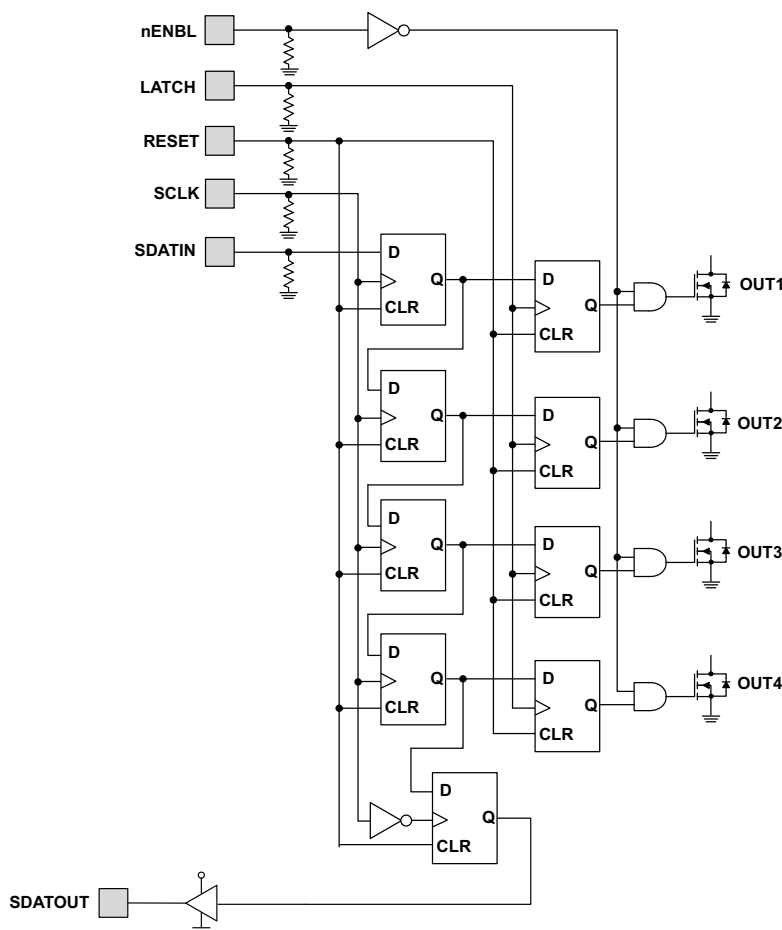 nENBL
LATCH
RESET
SCLK
SDATIN
D
Q
CLR
D
Q
CLR
OUT1
D
Q
CLR
D
Q
CLR
OUT2
D
Q
CLR
D
Q
CLR
OUT3
D
Q
CLR
D
Q
CLR
OUT4
D
Q
CLR
SDATOUT